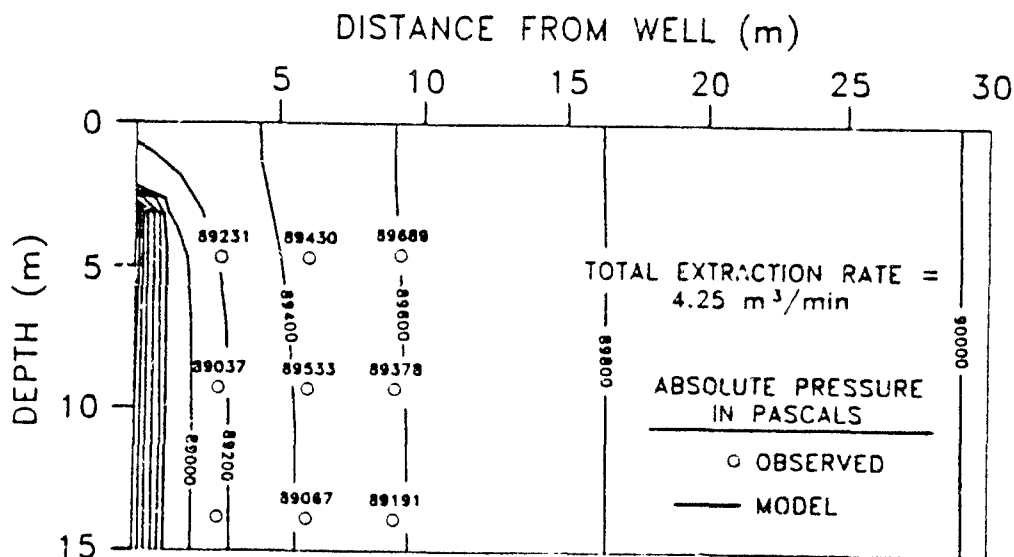 DISTANCE FROM WELL (m)
5 10 15 20 25 30
0
5
10
15
DEPTH (m)
89231 89430 89689
89037 89533 89378
89067 89191
89000
89200
89400
89600
89800
90000
TOTAL EXTRACTION RATE =
4.25 m³/min
ABSOLUTE PRESSURE
IN PASCALS
OBSERVED
MODEL